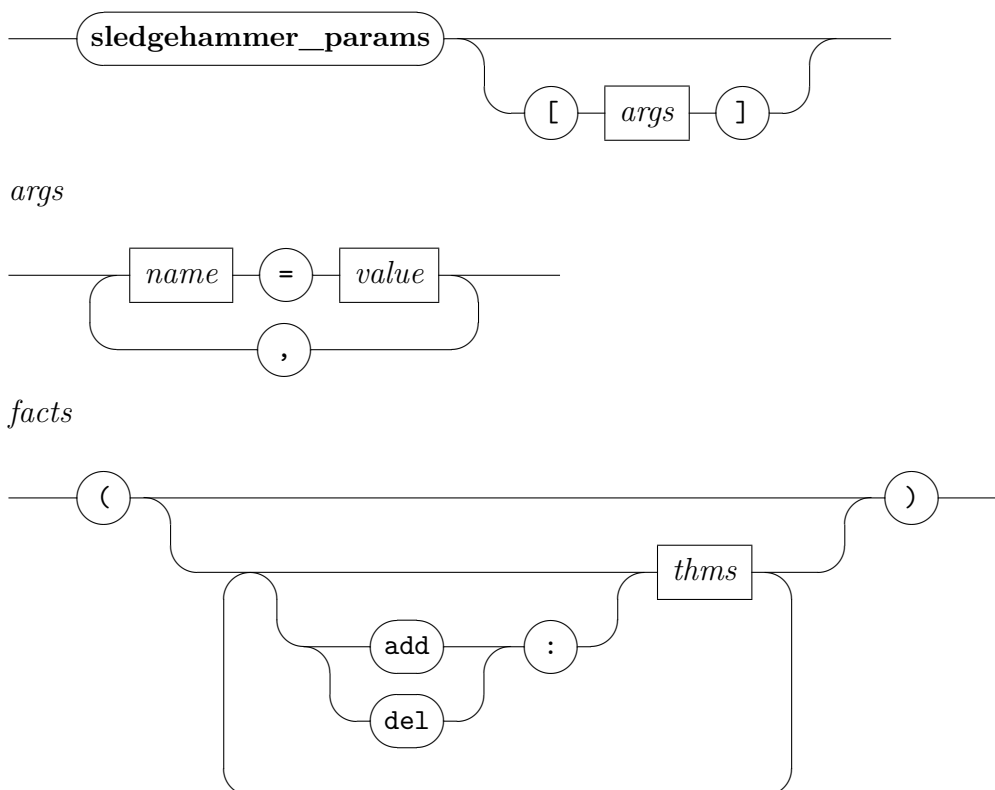 sledgehammer_params
[ args ]
args
name = value
,
facts
( )
thms
add :
del